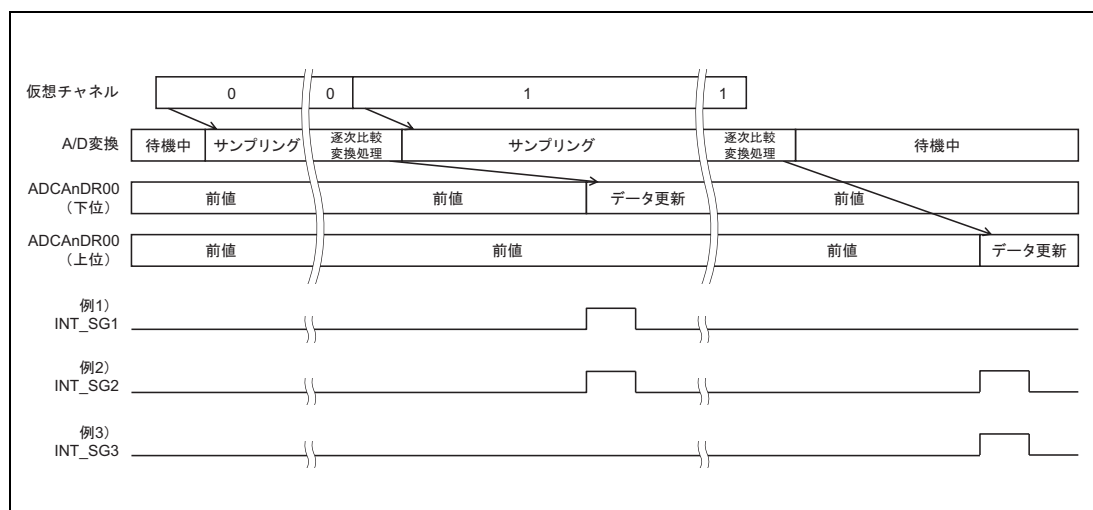 仮想チャネル 0 0 1 1
A/D変換 待機中 サンプリング 逐次比較 変換処理 サンプリング 逐次比較 変換処理 待機中
ADCAnDR00
(下位) 前値 前値 データ更新 前値
ADCAnDR00
(上位) 前値 前値 前値 データ更新
例1)
INT_SG1
例2)
INT_SG2
例3)
INT_SG3